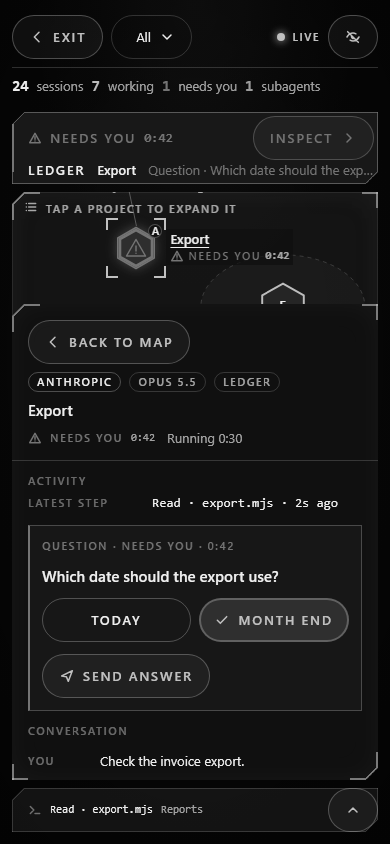 EXIT
All
LIVE
24 sessions 7 working 1 needs you 1 subagents
NEEDS YOU 0:42
INSPECT
LEDGER Export Question · Which date should the exp...
TAP A PROJECT TO EXPAND IT
A
Export
NEEDS YOU 0:42
BACK TO MAP
ANTHROPIC OPUS 5.5 LEDGER
Export
NEEDS YOU 0:42 Running 0:30
ACTIVITY
LATEST STEP Read · export.mjs · 2s ago
QUESTION · NEEDS YOU · 0:42
Which date should the export use?
TODAY
MONTH END
SEND ANSWER
CONVERSATION
YOU Check the invoice export.
Read · export.mjs Reports